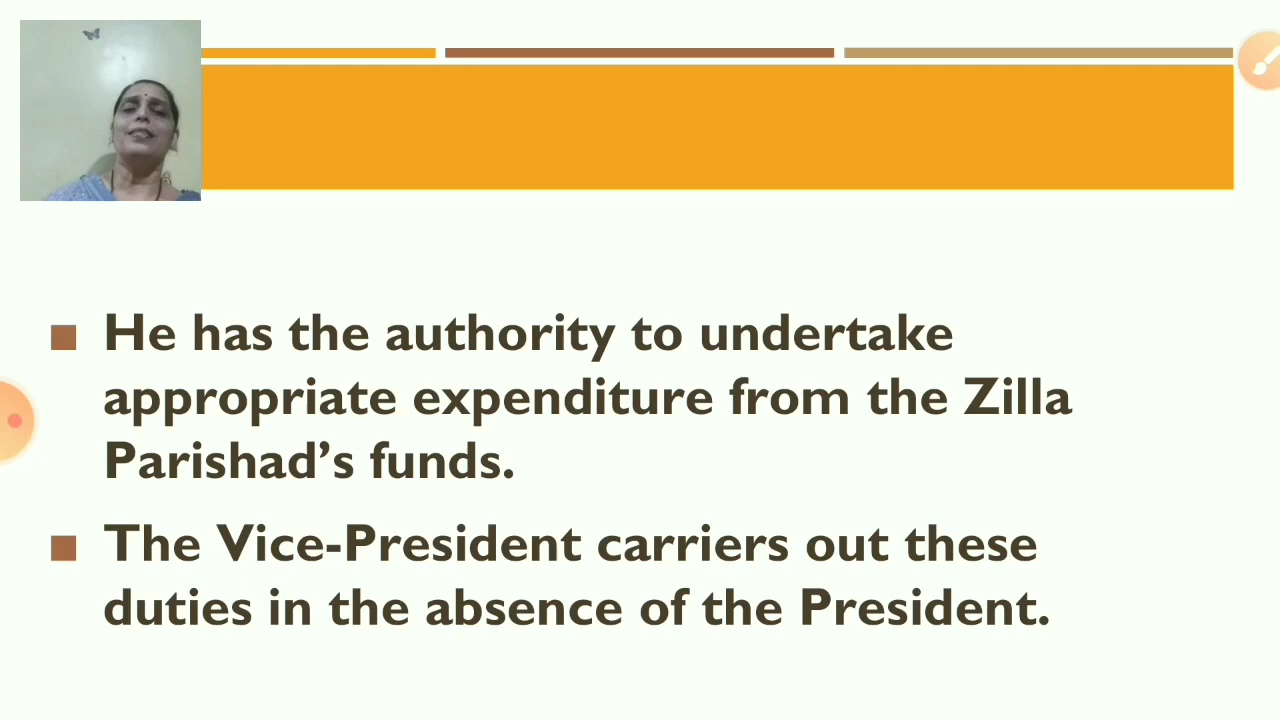 He has the authority to undertake
appropriate expenditure from the Zilla
Parishad’s funds.
The Vice-President carriers out these
duties in the absence of the President.